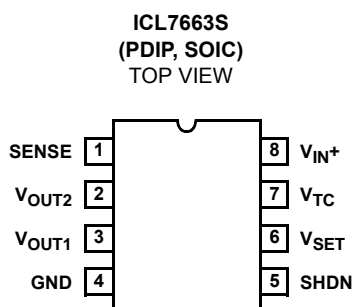 ICL7663S
(PDIP, SOIC)
TOP VIEW
SENSE 1 8 VIN+
VOUT2 2 7 VTC
VOUT1 3 6 VSET
GND 4 5 SHDN